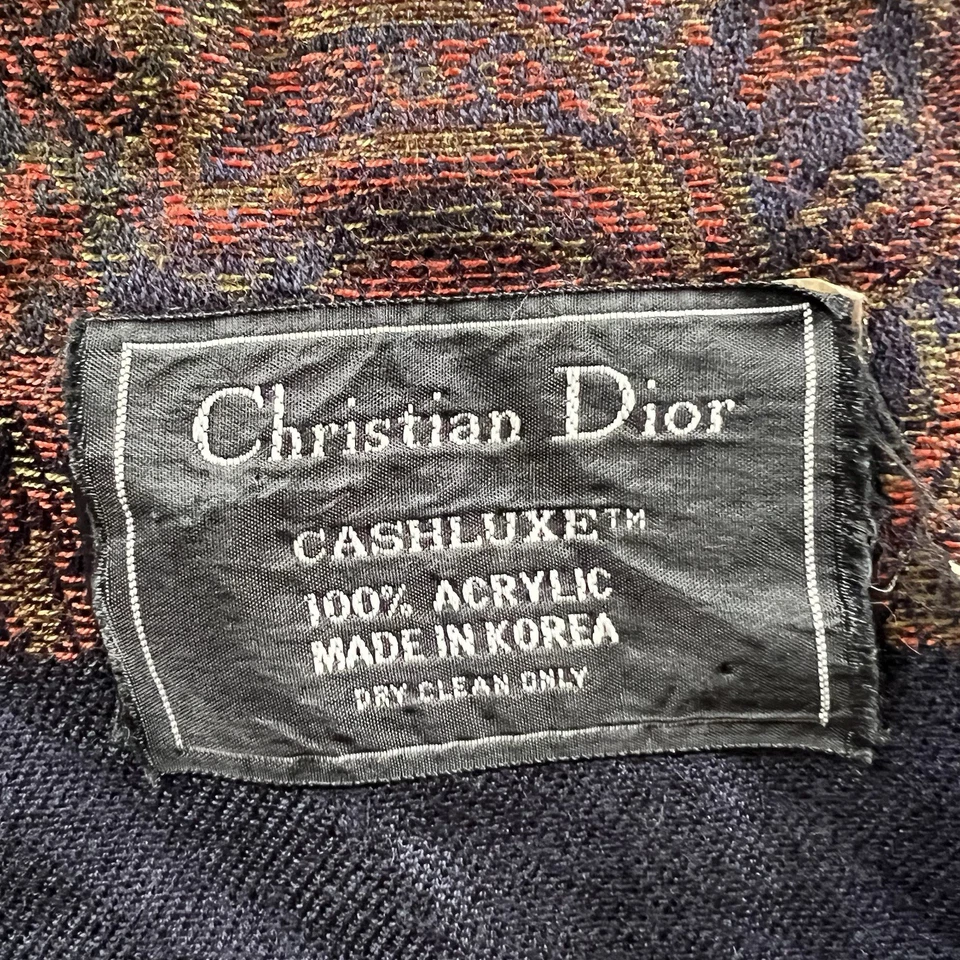 Christian Dior
CASHLUXE™
100% ACRYLIC
MADE IN KOREA
DRY CLEAN ONLY